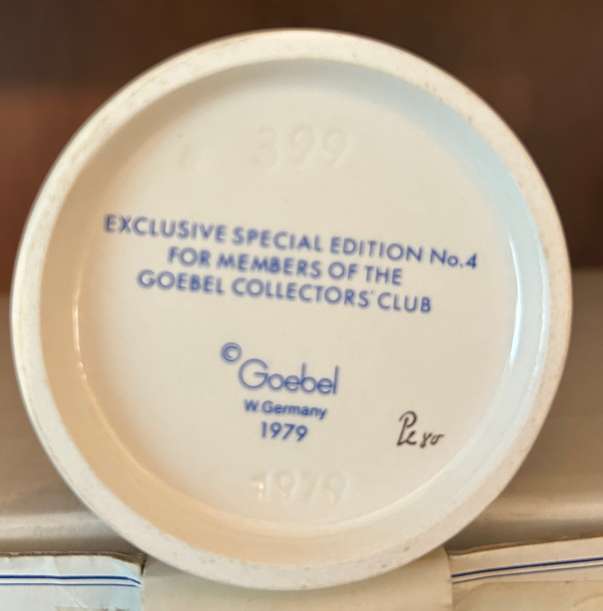 399
EXCLUSIVE SPECIAL EDITION No.4
FOR MEMBERS OF THE
GOEBEL COLLECTORS' CLUB
© Goebel
W.Germany
1979
1979